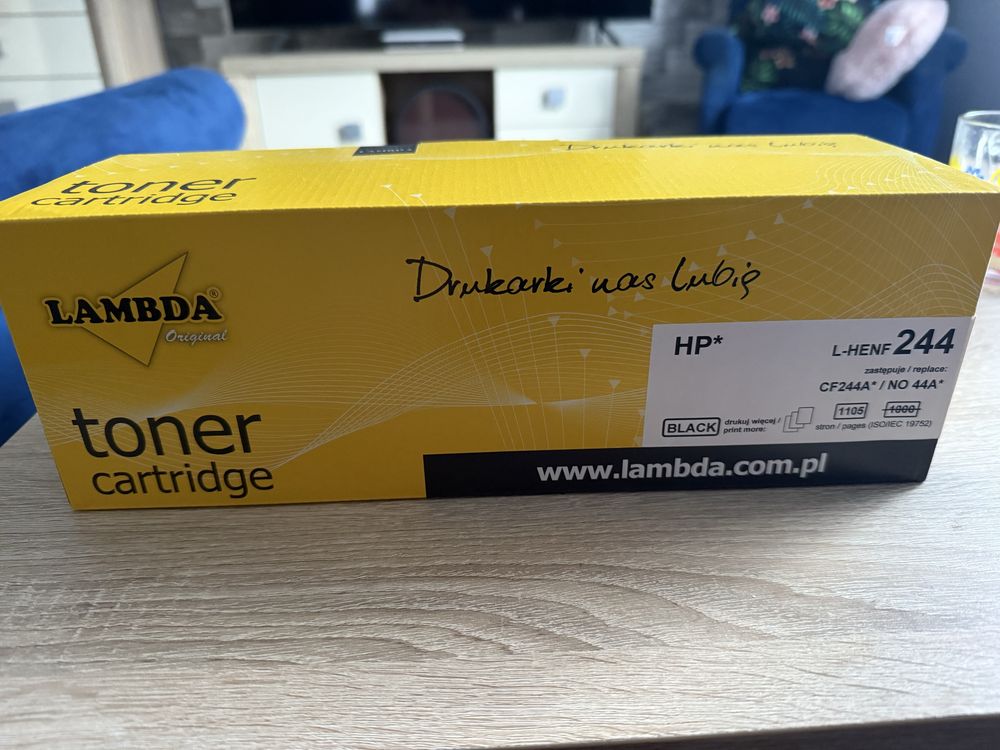 Drukarki nas lubią
toner
cartridge
LAMBDA®
Original
Drukarki nas lubią
toner
cartridge
HP*
L-HENF 244
zastępuje / replace:
CF244A* / NO 44A*
BLACK
drukuj więcej /
print more:
1105 1000
stron / pages (ISO/IEC 19752)
www.lambda.com.pl